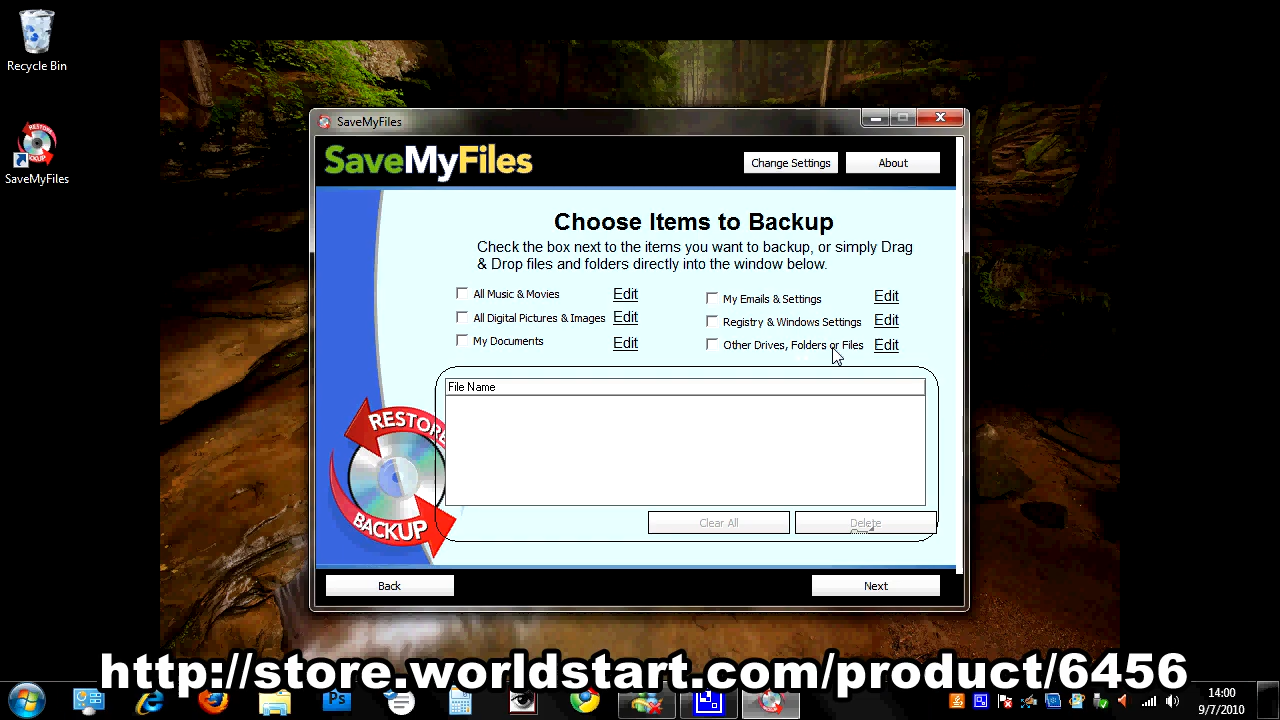 Recycle Bin
SaveMyFiles
SaveMyFiles
SaveMyFiles
Change Settings
About
Choose Items to Backup
Check the box next to the items you want to backup, or simply Drag
& Drop files and folders directly into the window below.
All Music & Movies Edit
My Emails & Settings Edit
All Digital Pictures & Images Edit
Registry & Windows Settings Edit
My Documents Edit
Other Drives, Folders or Files Edit
File Name
RESTORE
BACKUP
Clear All
Delete
Back
Next
http://store.worldstart.com/product/6456
Ps
14:00
9/7/2010